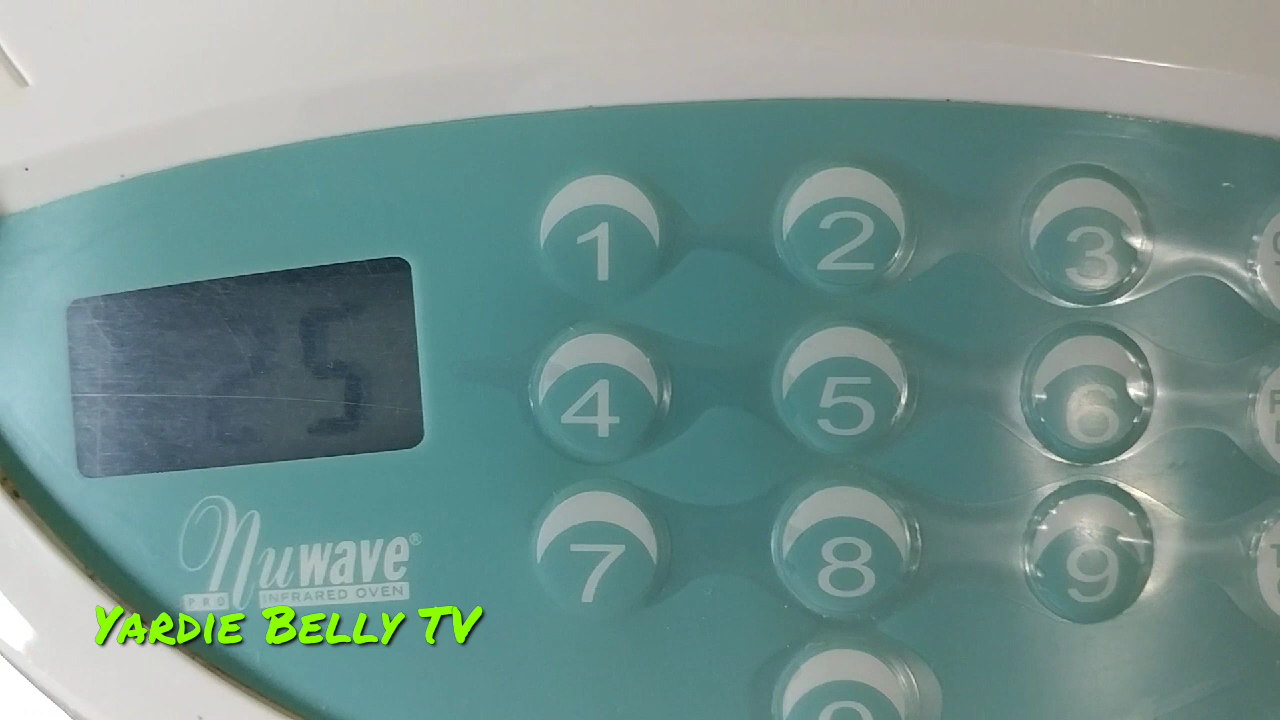 1 2 3
25
4 5 6
7 8 9
NuWave®
PRO INFRARED OVEN
Yardie Belly TV